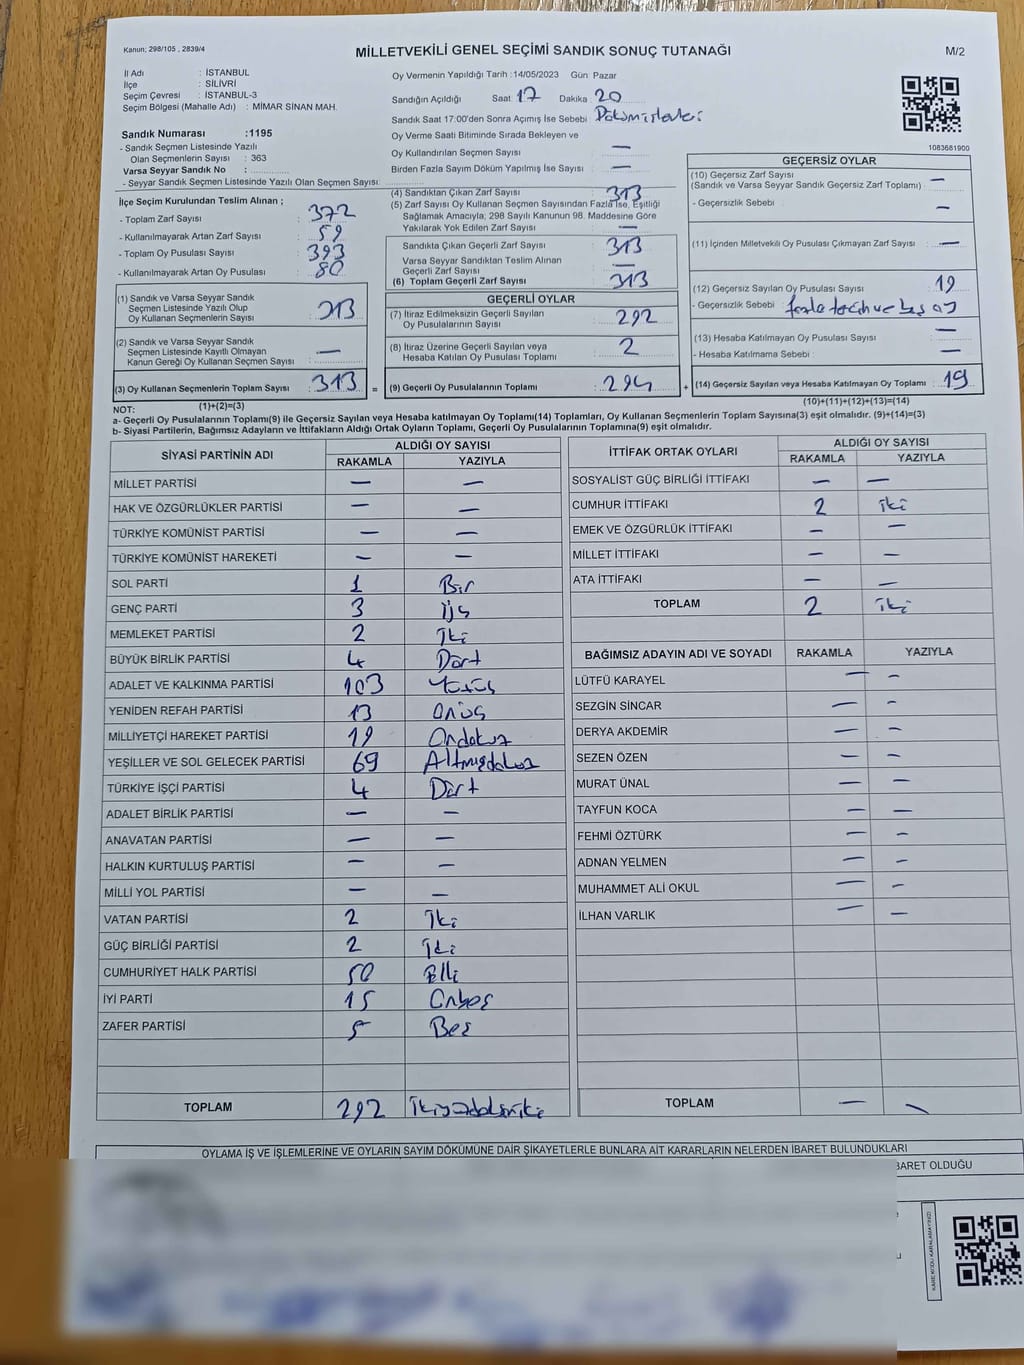 Kanun; 298/105 , 2839/4
MİLLETVEKİLİ GENEL SEÇİMİ SANDIK SONUÇ TUTANAĞI
M/2
İl Adı : İSTANBUL
İlçe : SİLİVRİ
Seçim Çevresi : İSTANBUL-3
Seçim Bölgesi (Mahalle Adı) : MİMAR SİNAN MAH.
Sandık Numarası :1195
- Sandık Seçmen Listesinde Yazılı
Olan Seçmenlerin Sayısı : 363
Varsa Seyyar Sandık No :
- Seyyar Sandık Seçmen Listesinde Yazılı Olan Seçmen Sayısı:
İlçe Seçim Kurulundan Teslim Alınan ;
- Toplam Zarf Sayısı : 372
- Kullanılmayarak Artan Zarf Sayısı : 59
- Toplam Oy Pusulası Sayısı : 393
- Kullanılmayarak Artan Oy Pusulası : 80
(1) Sandık ve Varsa Seyyar Sandık
Seçmen Listesinde Yazılı Olup
Oy Kullanan Seçmenlerin Sayısı : 313
(2) Sandık ve Varsa Seyyar Sandık
Seçmen Listesinde Kayıtlı Olmayan
Kanun Gereği Oy Kullanan Seçmen Sayısı : —
(3) Oy Kullanan Seçmenlerin Toplam Sayısı : 313 =
(1)+(2)=(3)
Oy Vermenin Yapıldığı Tarih :14/05/2023 Gün Pazar
Sandığın Açıldığı Saat 17 Dakika 20
Sandık Saat 17:00'den Sonra Açımış İse Sebebi
Oy Verme Saati Bitiminde Sırada Bekleyen ve
Oy Kullandırılan Seçmen Sayısı —
Birden Fazla Sayım Döküm Yapılmış İse Sayısı —
(4) Sandıktan Çıkan Zarf Sayısı : 313
(5) Zarf Sayısı Oy Kullanan Seçmen Sayısından Fazla İse, Eşitliği
Sağlamak Amacıyla; 298 Sayılı Kanunun 98. Maddesine Göre
Yakılarak Yok Edilen Zarf Sayısı : —
Sandıkta Çıkan Geçerli Zarf Sayısı : 313
Varsa Seyyar Sandıktan Teslim Alınan
Geçerli Zarf Sayısı : —
(6) Toplam Geçerli Zarf Sayısı : 313
GEÇERLİ OYLAR
(7) İtiraz Edilmeksizin Geçerli Sayılan
Oy Pusulalarının Sayısı : 292
(8) İtiraz Üzerine Geçerli Sayılan veya
Hesaba Katılan Oy Pusulası Toplamı : 2
(9) Geçerli Oy Pusulalarının Toplamı : 294 +
1083681900
GEÇERSİZ OYLAR
(10) Geçersiz Zarf Sayısı
(Sandık ve Varsa Seyyar Sandık Geçersiz Zarf Toplamı) : —
- Geçersizlik Sebebi : —
(11) İçinden Milletvekili Oy Pusulası Çıkmayan Zarf Sayısı : —
(12) Geçersiz Sayılan Oy Pusulası Sayısı : 19
- Geçersizlik Sebebi :
(13) Hesaba Katılmayan Oy Pusulası Sayısı : —
- Hesaba Katılmama Sebebi : —
(14) Geçersiz Sayılan veya Hesaba Katılmayan Oy Toplamı : 19
(10)+(11)+(12)+(13)=(14)
NOT:
a- Geçerli Oy Pusulalarının Toplamı(9) ile Geçersiz Sayılan veya Hesaba katılmayan Oy Toplamı(14) Toplamları, Oy Kullanan Seçmenlerin Toplam Sayısına(3) eşit olmalıdır. (9)+(14)=(3)
b- Siyasi Partilerin, Bağımsız Adayların ve İttifakların Aldığı Ortak Oyların Toplamı, Geçerli Oy Pusulalarının Toplamına(9) eşit olmalıdır.
SİYASİ PARTİNİN ADI ALDIĞI OY SAYISI
RAKAMLA YAZIYLA
MİLLET PARTİSİ — —
HAK VE ÖZGÜRLÜKLER PARTİSİ — —
TÜRKİYE KOMÜNİST PARTİSİ — —
TÜRKİYE KOMÜNİST HAREKETİ — —
SOL PARTİ 1 Bir
GENÇ PARTİ 3 Üç
MEMLEKET PARTİSİ 2 İki
BÜYÜK BİRLİK PARTİSİ 4 Dört
ADALET VE KALKINMA PARTİSİ 103 Yüzüç
YENİDEN REFAH PARTİSİ 13 Onüç
MİLLİYETÇİ HAREKET PARTİSİ 19 Ondokuz
YEŞİLLER VE SOL GELECEK PARTİSİ 69 Altmışdokuz
TÜRKİYE İŞÇİ PARTİSİ 4 Dört
ADALET BİRLİK PARTİSİ — —
ANAVATAN PARTİSİ — —
HALKIN KURTULUŞ PARTİSİ — —
MİLLİ YOL PARTİSİ — —
VATAN PARTİSİ 2 İki
GÜÇ BİRLİĞİ PARTİSİ 2 İki
CUMHURİYET HALK PARTİSİ 50 Elli
İYİ PARTİ 15 Onbeş
ZAFER PARTİSİ 5 Beş
TOPLAM 292 İkiyüzdoksaniki
İTTİFAK ORTAK OYLARI ALDIĞI OY SAYISI
RAKAMLA YAZIYLA
SOSYALİST GÜÇ BİRLİĞİ İTTİFAKI — —
CUMHUR İTTİFAKI 2 iki
EMEK VE ÖZGÜRLÜK İTTİFAKI — —
MİLLET İTTİFAKI — —
ATA İTTİFAKI — —
TOPLAM 2 iki
BAĞIMSIZ ADAYIN ADI VE SOYADI RAKAMLA YAZIYLA
LÜTFÜ KARAYEL — —
SEZGİN SİNCAR — —
DERYA AKDEMİR — —
SEZEN ÖZEN — —
MURAT ÜNAL — —
TAYFUN KOCA — —
FEHMİ ÖZTÜRK — —
ADNAN YELMEN — —
MUHAMMET ALİ OKUL — —
İLHAN VARLIK — —
TOPLAM — —
OYLAMA İŞ VE İŞLEMLERİNE VE OYLARIN SAYIM DÖKÜMÜNE DAİR ŞİKAYETLERLE BUNLARA AİT KARARLARIN NELERDEN İBARET BULUNDUKLARI
BARET OLDUĞU
KAREKODU KARALAMAYINIZ!